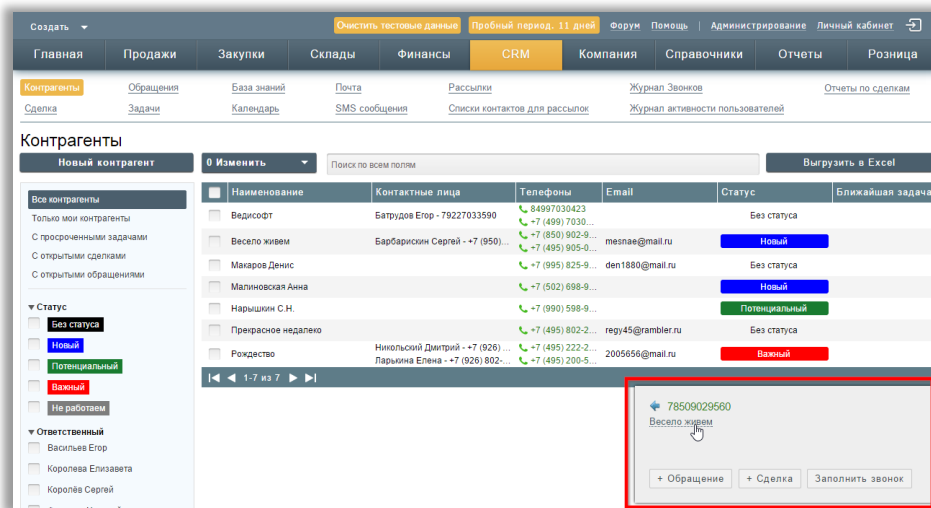 Создать
Очистить тестовые данные Пробный период. 11 дней Форум Помощь | Администрирование Личный кабинет
Главная Продажи Закупки Склады Финансы CRM Компания Справочники Отчеты Розница
Контрагенты Обращения База знаний Почта Рассылки Журнал Звонков Отчеты по сделкам
Сделка Задачи Календарь SMS сообщения Списки контактов для рассылок Журнал активности пользователей
Контрагенты
Новый контрагент 0 Изменить Поиск по всем полям Выгрузить в Excel
Все контрагенты
Только мои контрагенты
С просроченными задачами
С открытыми сделками
С открытыми обращениями
Статус
Без статуса
Новый
Потенциальный
Важный
Не работаем
Ответственный
Васильев Егор
Королева Елизавета
Королёв Сергей
Наименование Контактные лица Телефоны Email Статус Ближайшая задача
84997030423
Ведисофт Батрудов Егор - 79227033590 Без статуса
+7 (499) 7030...
+7 (850) 902-9...
Весело живем Барбарискин Сергей - +7 (950)... mesnae@mail.ru Новый
+7 (495) 905-0...
Макаров Денис +7 (995) 825-9... den1880@mail.ru Без статуса
Малиновская Анна +7 (502) 698-9... Новый
Нарышкин С.Н. +7 (990) 598-9... Потенциальный
Прекрасное недалеко +7 (495) 802-2... regy45@rambler.ru Без статуса
Никольский Дмитрий - +7 (926) ... +7 (495) 222-2...
Рождество 2005656@mail.ru Важный
Ларькина Елена - +7 (926) 802-... +7 (495) 200-5...
1-7 из 7
78509029560
Весело живем
+ Обращение + Сделка Заполнить звонок